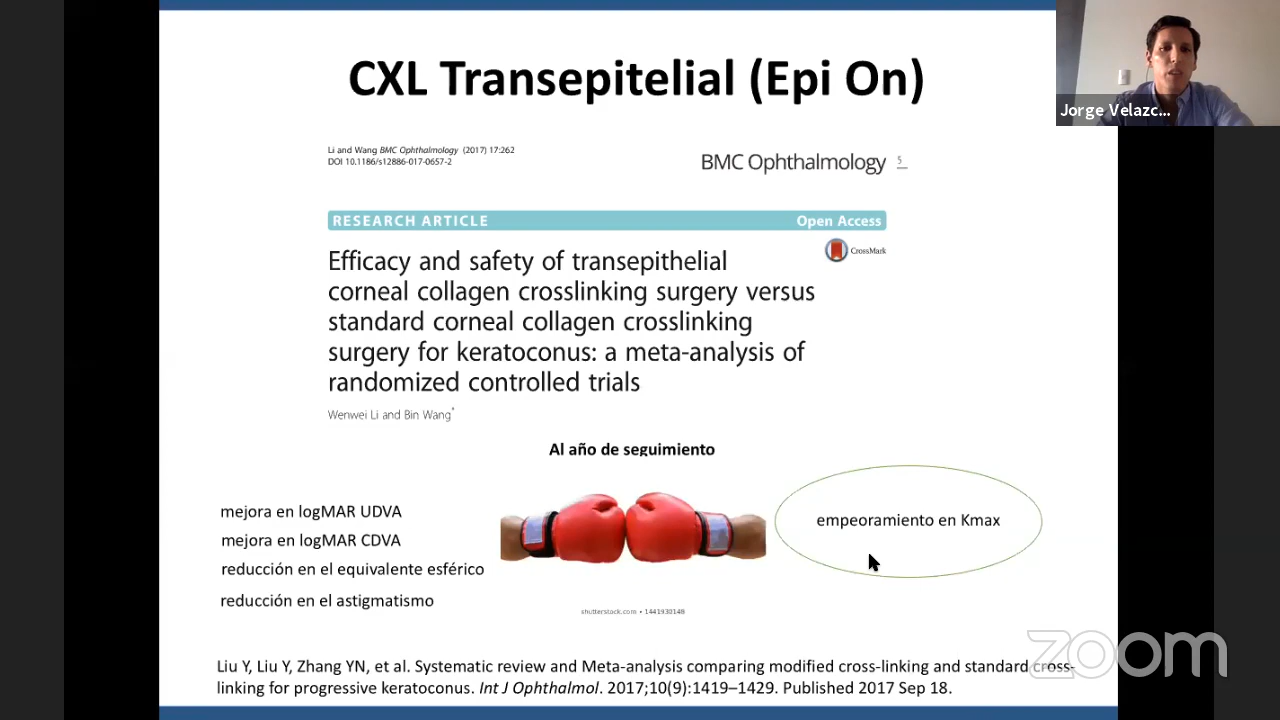 CXL Transepitelial (Epi On)
Jorge Velazc...
Li and Wang BMC Ophthalmology (2017) 17:262
DOI 10.1186/s12886-017-0657-2
BMC Ophthalmology
RESEARCH ARTICLE
Open Access
CrossMark
Efficacy and safety of transepithelial
corneal collagen crosslinking surgery versus
standard corneal collagen crosslinking
surgery for keratoconus: a meta-analysis of
randomized controlled trials
Wenwei Li and Bin Wang*
Al año de seguimiento
mejora en logMAR UDVA
mejora en logMAR CDVA
reducción en el equivalente esférico
reducción en el astigmatismo
empeoramiento en Kmax
shutterstock.com • 1441930148
zoom
Liu Y, Liu Y, Zhang YN, et al. Systematic review and Meta-analysis comparing modified cross-linking and standard cross-
linking for progressive keratoconus. Int J Ophthalmol. 2017;10(9):1419–1429. Published 2017 Sep 18.